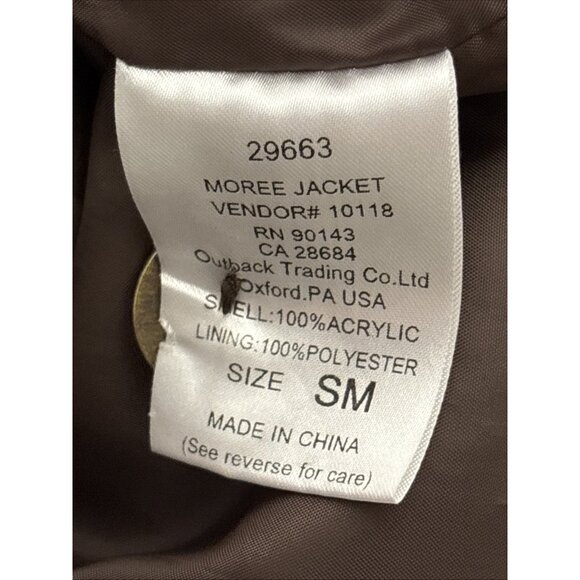 29663
MOREE JACKET
VENDOR# 10118
RN 90143
CA 28684
Outback Trading Co.Ltd
Oxford.PA USA
SHELL:100%ACRYLIC
LINING:100%POLYESTER
SIZE SM
MADE IN CHINA
(See reverse for care)